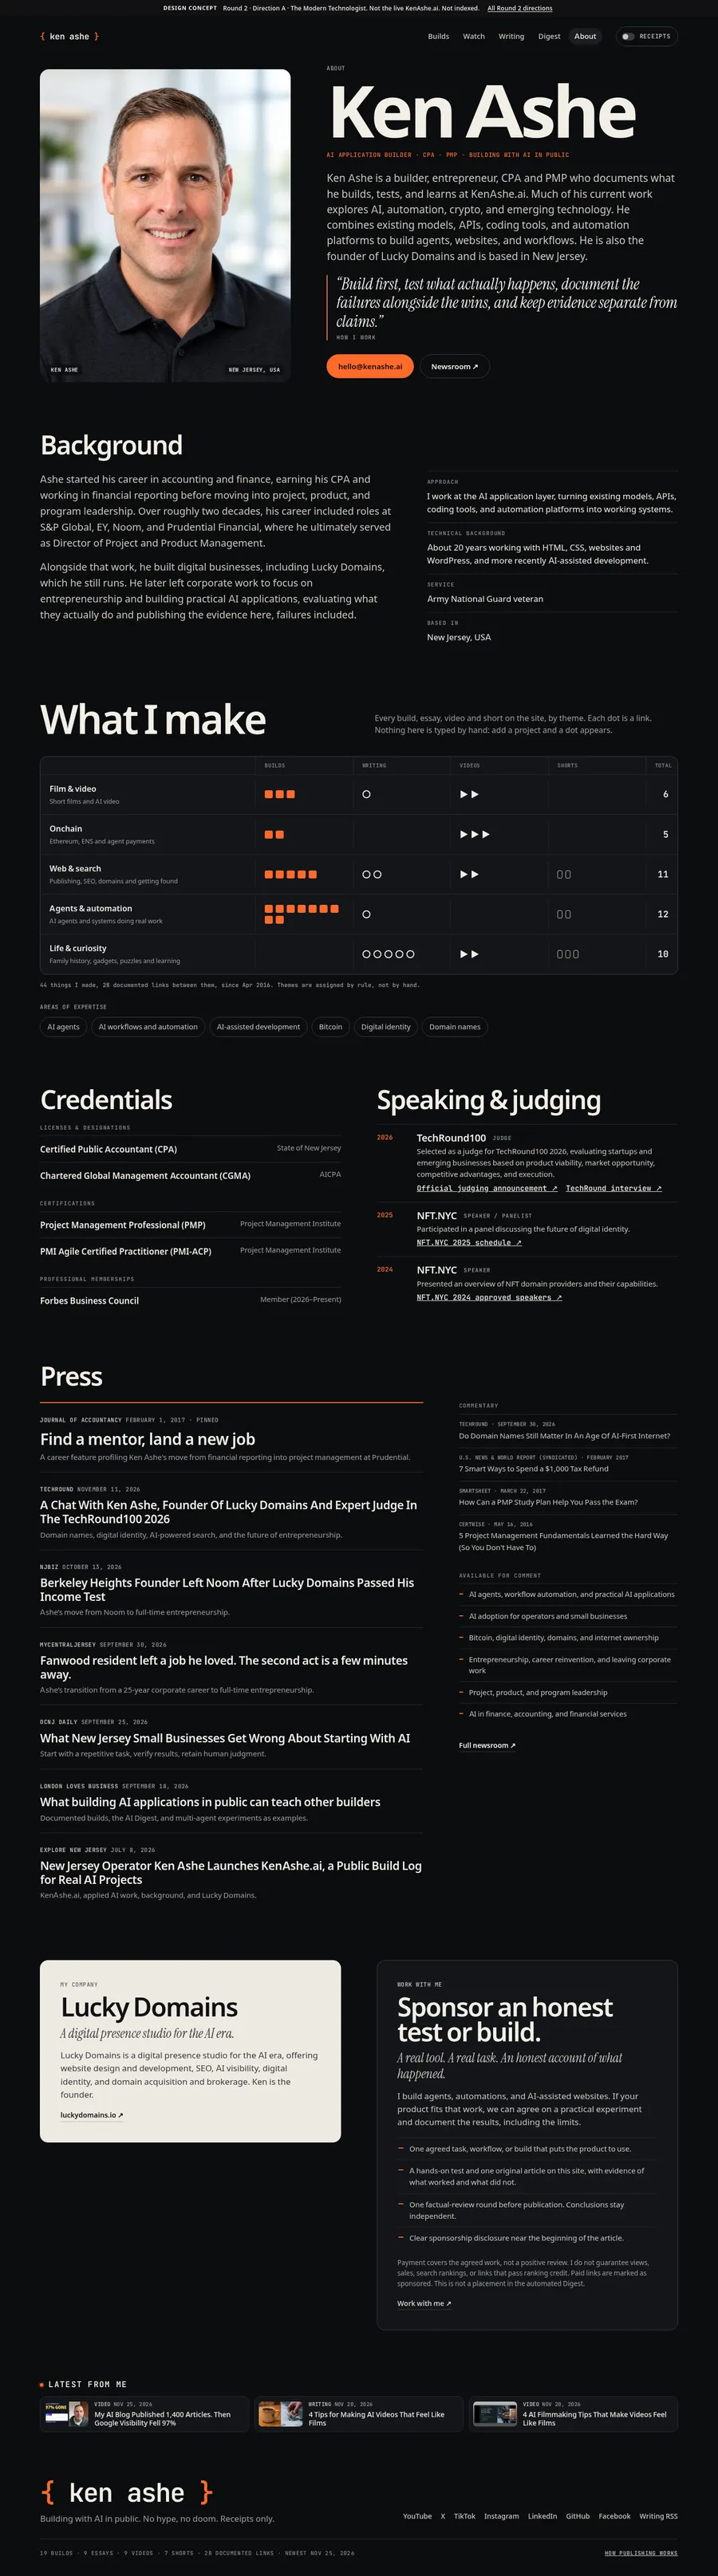 DESIGN CONCEPT Round 2 · Direction A · The Modern Technologist. Not the live KenAshe.ai. Not indexed. All Round 2 directions
{ ken ashe }
Builds Watch Writing Digest About RECEIPTS
KEN ASHE
NEW JERSEY, USA
ABOUT
Ken Ashe
AI APPLICATION BUILDER · CPA · PMP · BUILDING WITH AI IN PUBLIC
Ken Ashe is a builder, entrepreneur, CPA and PMP who documents what
he builds, tests, and learns at KenAshe.ai. Much of his current work
explores AI, automation, crypto, and emerging technology. He
combines existing models, APIs, coding tools, and automation
platforms to build agents, websites, and workflows. He is also the
founder of Lucky Domains and is based in New Jersey.
“Build first, test what actually happens, document the
failures alongside the wins, and keep evidence separate from
claims.”
HOW I WORK
hello@kenashe.ai Newsroom ↗
Background
Ashe started his career in accounting and finance, earning his CPA and
working in financial reporting before moving into project, product, and
program leadership. Over roughly two decades, his career included roles at
S&P Global, EY, Noom, and Prudential Financial, where he ultimately served
as Director of Project and Product Management.
Alongside that work, he built digital businesses, including Lucky Domains,
which he still runs. He later left corporate work to focus on
entrepreneurship and building practical AI applications, evaluating what
they actually do and publishing the evidence here, failures included.
APPROACH
I work at the AI application layer, turning existing models, APIs,
coding tools, and automation platforms into working systems.
TECHNICAL BACKGROUND
About 20 years working with HTML, CSS, websites and
WordPress, and more recently AI-assisted development.
SERVICE
Army National Guard veteran
BASED IN
New Jersey, USA
What I make
Every build, essay, video and short on the site, by theme. Each dot is a link.
Nothing here is typed by hand: add a project and a dot appears.
BUILDS WRITING VIDEOS SHORTS TOTAL
Film & video
Short films and AI video
6
Onchain
Ethereum, ENS and agent payments
5
Web & search
Publishing, SEO, domains and getting found
11
Agents & automation
AI agents and systems doing real work
12
Life & curiosity
Family history, gadgets, puzzles and learning
10
44 things I made, 28 documented links between them, since Apr 2016. Themes are assigned by rule, not by hand.
AREAS OF EXPERTISE
AI agents AI workflows and automation AI-assisted development Bitcoin Digital identity Domain names
Credentials
LICENSES & DESIGNATIONS
Certified Public Accountant (CPA) State of New Jersey
Chartered Global Management Accountant (CGMA) AICPA
CERTIFICATIONS
Project Management Professional (PMP) Project Management Institute
PMI Agile Certified Practitioner (PMI-ACP) Project Management Institute
PROFESSIONAL MEMBERSHIPS
Forbes Business Council Member (2026–Present)
Speaking & judging
2026 TechRound100 JUDGE
Selected as a judge for TechRound100 2026, evaluating startups and
emerging businesses based on product viability, market opportunity,
competitive advantages, and execution.
Official judging announcement ↗ TechRound interview ↗
2025 NFT.NYC SPEAKER / PANELIST
Participated in a panel discussing the future of digital identity.
NFT.NYC 2025 schedule ↗
2024 NFT.NYC SPEAKER
Presented an overview of NFT domain providers and their capabilities.
NFT.NYC 2024 approved speakers ↗
Press
JOURNAL OF ACCOUNTANCY FEBRUARY 1, 2017 · PINNED
Find a mentor, land a new job
A career feature profiling Ken Ashe's move from financial reporting into project management at Prudential.
TECHROUND NOVEMBER 11, 2026
A Chat With Ken Ashe, Founder Of Lucky Domains And Expert Judge In
The TechRound100 2026
Domain names, digital identity, AI-powered search, and the future of entrepreneurship.
NJBIZ OCTOBER 13, 2026
Berkeley Heights Founder Left Noom After Lucky Domains Passed His
Income Test
Ashe's move from Noom to full-time entrepreneurship.
MYCENTRALJERSEY SEPTEMBER 30, 2026
Fanwood resident left a job he loved. The second act is a few minutes
away.
Ashe's transition from a 25-year corporate career to full-time entrepreneurship.
OCNJ DAILY SEPTEMBER 25, 2026
What New Jersey Small Businesses Get Wrong About Starting With AI
Start with a repetitive task, verify results, retain human judgment.
LONDON LOVES BUSINESS SEPTEMBER 18, 2026
What building AI applications in public can teach other builders
Documented builds, the AI Digest, and multi-agent experiments as examples.
EXPLORE NEW JERSEY JULY 8, 2026
New Jersey Operator Ken Ashe Launches KenAshe.ai, a Public Build Log
for Real AI Projects
KenAshe.ai, applied AI work, background, and Lucky Domains.
COMMENTARY
TECHROUND · SEPTEMBER 30, 2026
Do Domain Names Still Matter In An Age Of AI-First Internet?
U.S. NEWS & WORLD REPORT (SYNDICATED) · FEBRUARY 2017
7 Smart Ways to Spend a $1,000 Tax Refund
SMARTSHEET · MARCH 22, 2017
How Can a PMP Study Plan Help You Pass the Exam?
CERTWISE · MAY 16, 2016
5 Project Management Fundamentals Learned the Hard Way
(So You Don't Have To)
AVAILABLE FOR COMMENT
– AI agents, workflow automation, and practical AI applications
– AI adoption for operators and small businesses
– Bitcoin, digital identity, domains, and internet ownership
– Entrepreneurship, career reinvention, and leaving corporate
work
– Project, product, and program leadership
– AI in finance, accounting, and financial services
Full newsroom ↗
MY COMPANY
Lucky Domains
A digital presence studio for the AI era.
Lucky Domains is a digital presence studio for the AI era, offering
website design and development, SEO, AI visibility, digital
identity, and domain acquisition and brokerage. Ken is the
founder.
luckydomains.io ↗
WORK WITH ME
Sponsor an honest
test or build.
A real tool. A real task. An honest account of what
happened.
I build agents, automations, and AI-assisted websites. If your
product fits that work, we can agree on a practical experiment
and document the results, including the limits.
– One agreed task, workflow, or build that puts the product to use.
– A hands-on test and one original article on this site, with evidence of
what worked and what did not.
– One factual-review round before publication. Conclusions stay
independent.
– Clear sponsorship disclosure near the beginning of the article.
Payment covers the agreed work, not a positive review. I do not guarantee views,
sales, search rankings, or links that pass ranking credit. Paid links are marked as
sponsored. This is not a placement in the automated Digest.
Work with me ↗
LATEST FROM ME
97% GONE
VIDEO NOV 25, 2026
My AI Blog Published 1,400 Articles. Then
Google Visibility Fell 97%
WRITING NOV 20, 2026
4 Tips for Making AI Videos That Feel Like
Films
VIDEO NOV 20, 2026
4 AI Filmmaking Tips That Make Videos Feel
Like Films
{ ken ashe }
Building with AI in public. No hype, no doom. Receipts only.
YouTube X TikTok Instagram LinkedIn GitHub Facebook Writing RSS
19 BUILDS · 9 ESSAYS · 9 VIDEOS · 7 SHORTS · 28 DOCUMENTED LINKS · NEWEST NOV 25, 2026
HOW PUBLISHING WORKS